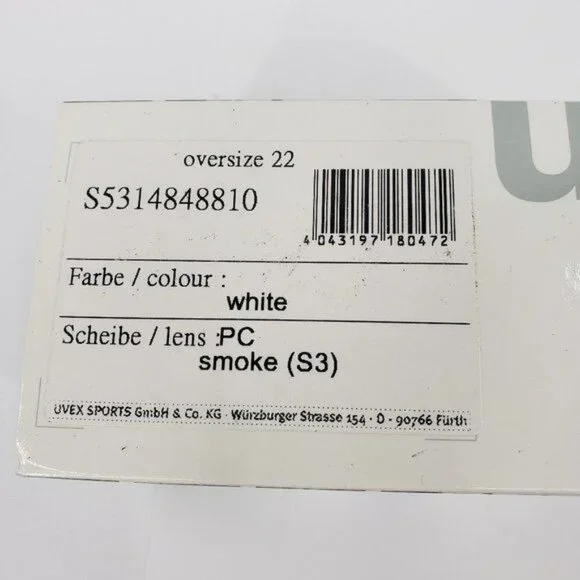 oversize 22
S5314848810
4 043197 180472
Farbe / colour :
white
Scheibe / lens :PC
smoke (S3)
UVEX SPORTS GmbH & Co. KG · Würzburger Strasse 154 · D - 90766 Fürth
u